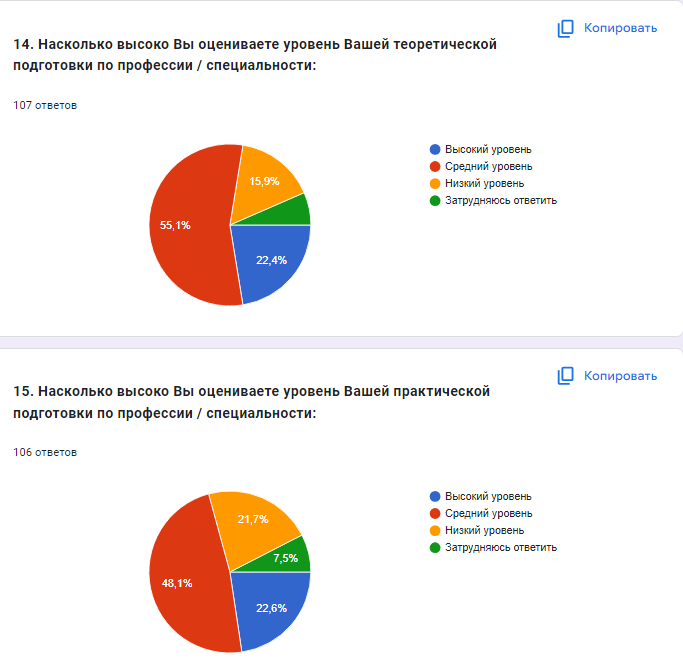 Копировать
14. Насколько высоко Вы оцениваете уровень Вашей теоретической
подготовки по профессии / специальности:
107 ответов
15,9%
55,1%
22,4%
Высокий уровень
Средний уровень
Низкий уровень
Затрудняюсь ответить
Копировать
15. Насколько высоко Вы оцениваете уровень Вашей практической
подготовки по профессии / специальности:
106 ответов
21,7%
7,5%
48,1%
22,6%
Высокий уровень
Средний уровень
Низкий уровень
Затрудняюсь ответить